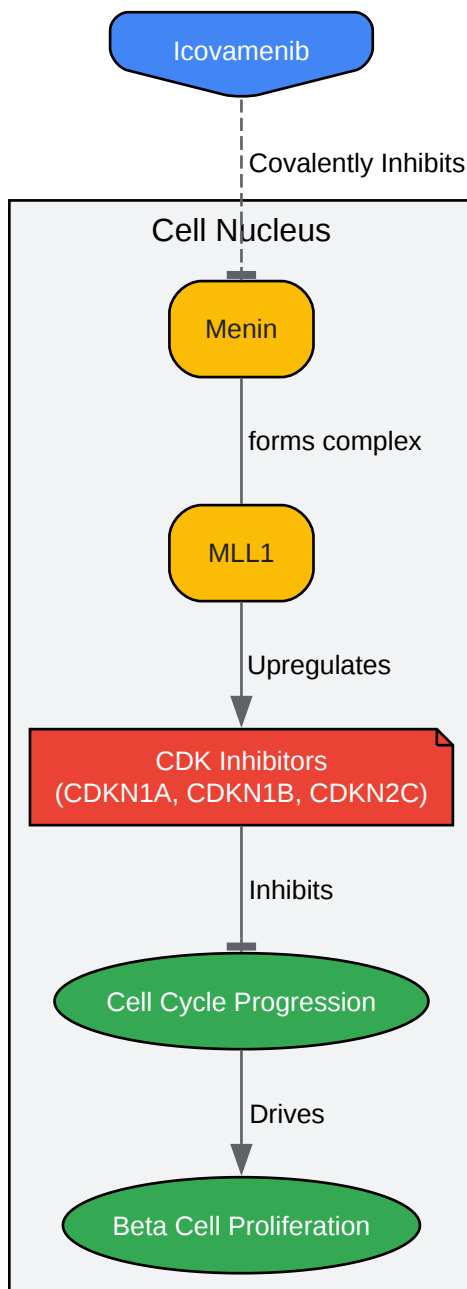 Icovamenib
Covalently Inhibits
Cell Nucleus
Menin
forms complex
MLL1
Upregulates
CDK Inhibitors
(CDKN1A, CDKN1B, CDKN2C)
Inhibits
Cell Cycle Progression
Drives
Beta Cell Proliferation